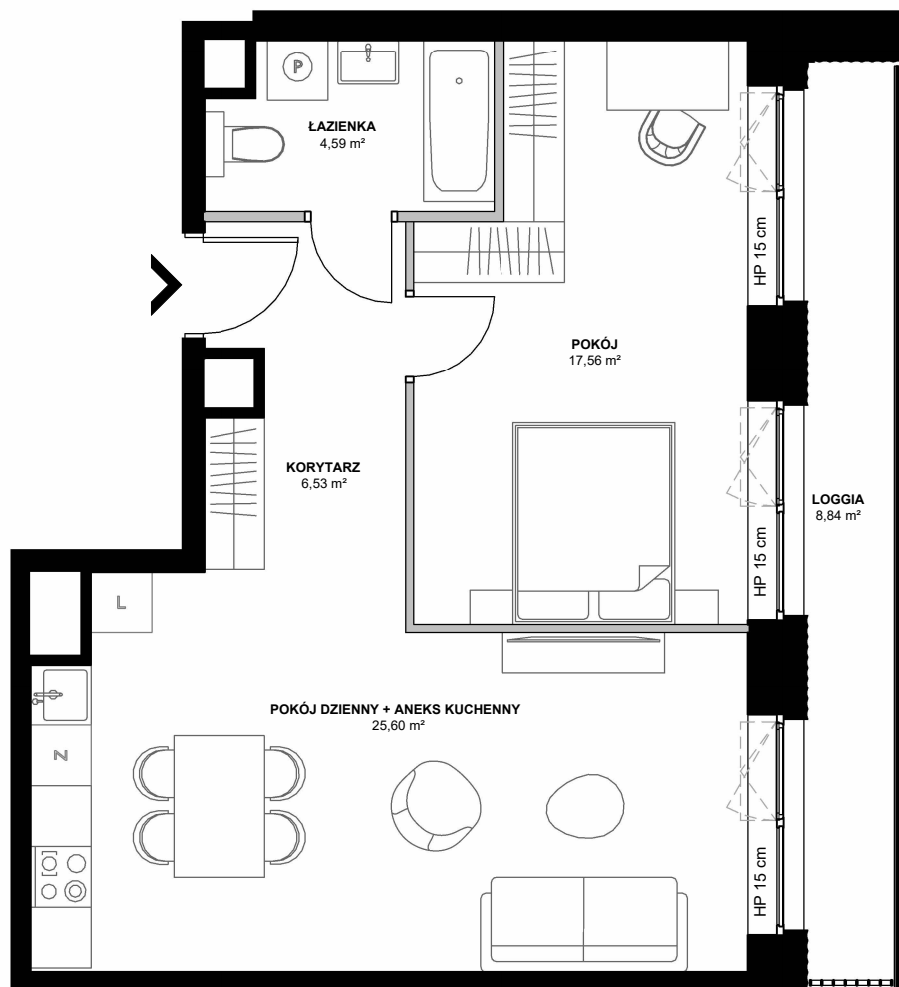 P
ŁAZIENKA
4,59 m²
HP 15 cm
POKÓJ
17,56 m²
KORYTARZ
6,53 m²
LOGGIA
8,84 m²
HP 15 cm
L
POKÓJ DZIENNY + ANEKS KUCHENNY
25,60 m²
N
HP 15 cm